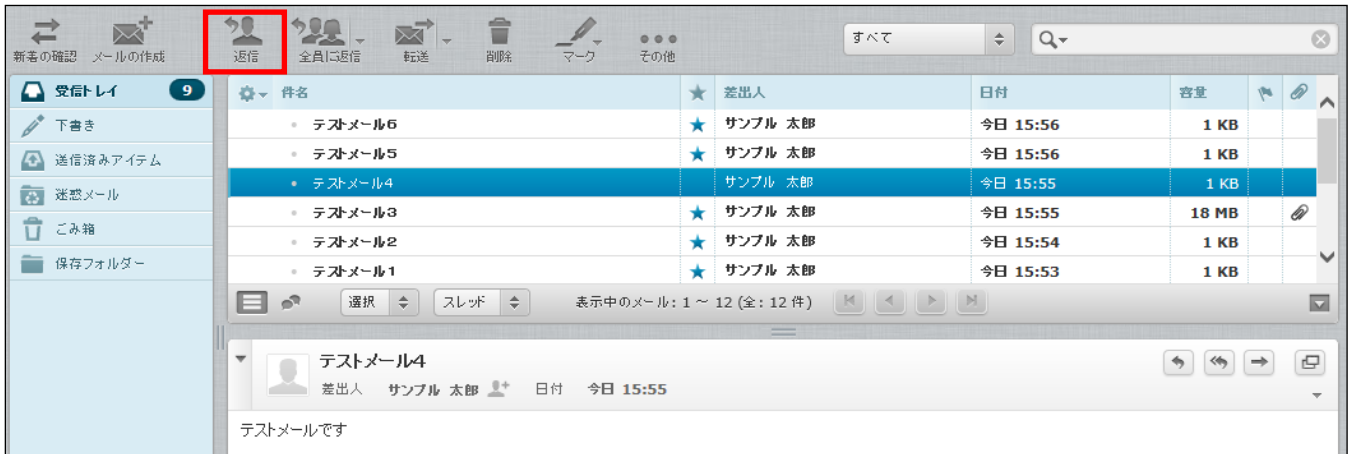 新着の確認 メールの作成 返信 全員に返信 転送 削除 マーク その他 すべて
受信トレイ 9
下書き
送信済みアイテム
迷惑メール
ごみ箱
保存フォルダー
件名 差出人 日付 容量
テストメール6 サンプル 太郎 今日 15:56 1 KB
テストメール5 サンプル 太郎 今日 15:56 1 KB
テストメール4 サンプル 太郎 今日 15:55 1 KB
テストメール3 サンプル 太郎 今日 15:55 18 MB
テストメール2 サンプル 太郎 今日 15:54 1 KB
テストメール1 サンプル 太郎 今日 15:53 1 KB
選択 スレッド 表示中のメール: 1 ~ 12 (全: 12 件)
テストメール4
差出人 サンプル 太郎 日付 今日 15:55
テストメールです